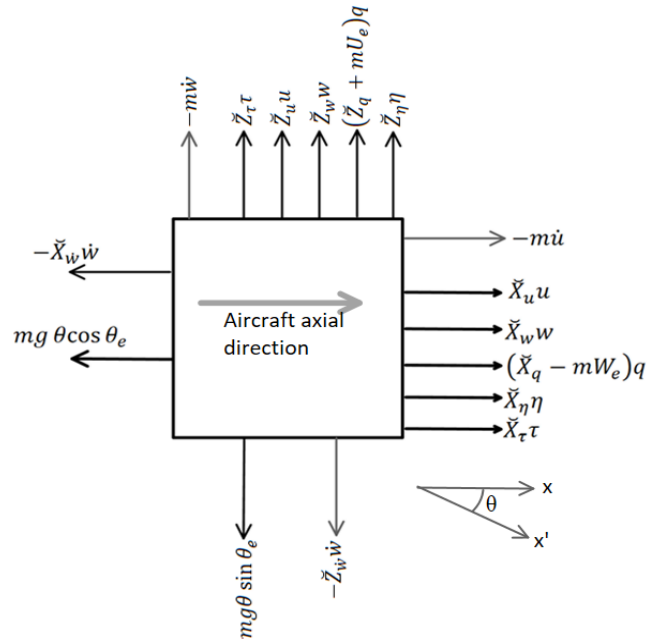 −mẇ
Z̆_τ τ
Z̆_u u
Z̆_w w
(Z̆_q + mU_e)q
Z̆_η η
−X̆_ẇ ẇ
mg θ cos θ_e
Aircraft axial
direction
−mu̇
X̆_u u
X̆_w w
(X̆_q − mW_e)q
X̆_η η
X̆_τ τ
x
θ
x'
mgθ sin θ_e
−Z̆_ẇ ẇ